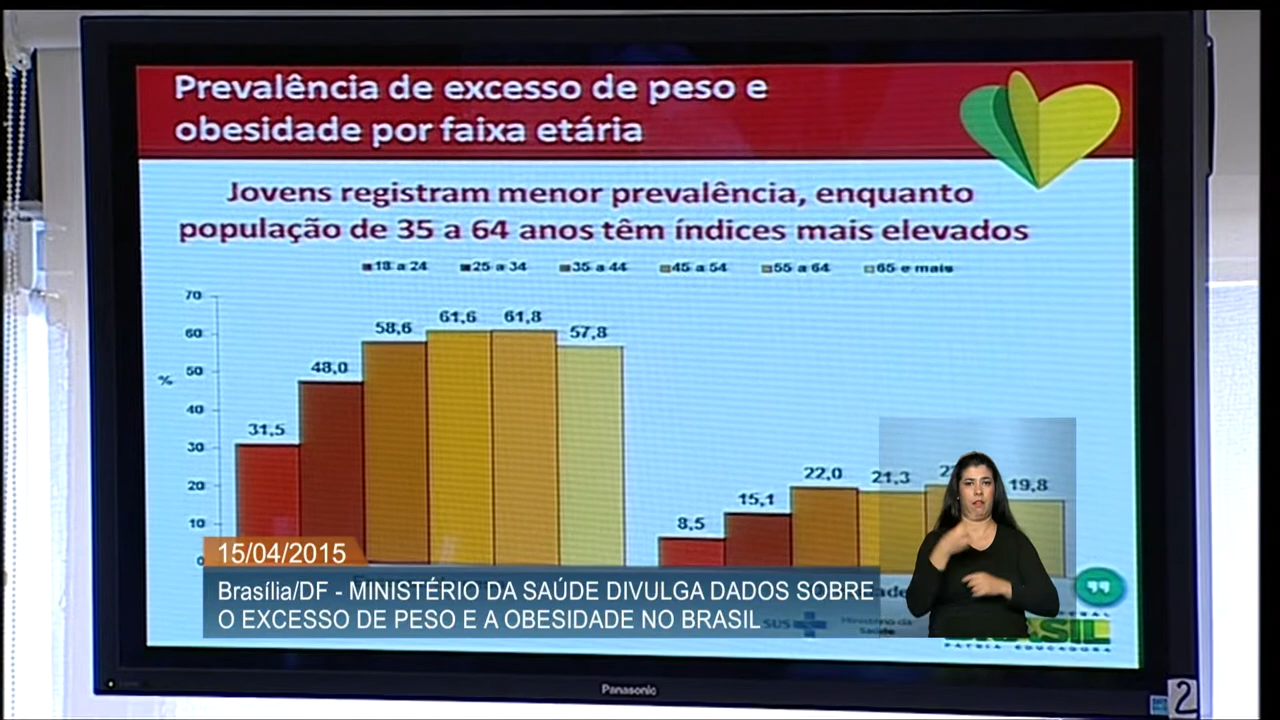 Prevalência de excesso de peso e
obesidade por faixa etária
Jovens registram menor prevalência, enquanto
população de 35 a 64 anos têm índices mais elevados
18 a 24 25 a 34 35 a 44 45 a 54 55 a 64 65 e mais
70
60
50
%
40
30
20
10
31,5
48,0
58,6
61,6
61,8
57,8
8,5
15,1
22,0
21,3
19,8
15/04/2015
Brasília/DF - MINISTÉRIO DA SAÚDE DIVULGA DADOS SOBRE
O EXCESSO DE PESO E A OBESIDADE NO BRASIL
SUS
Ministério da
Saúde
BRASIL
PÁTRIA EDUCADORA
Panasonic
2